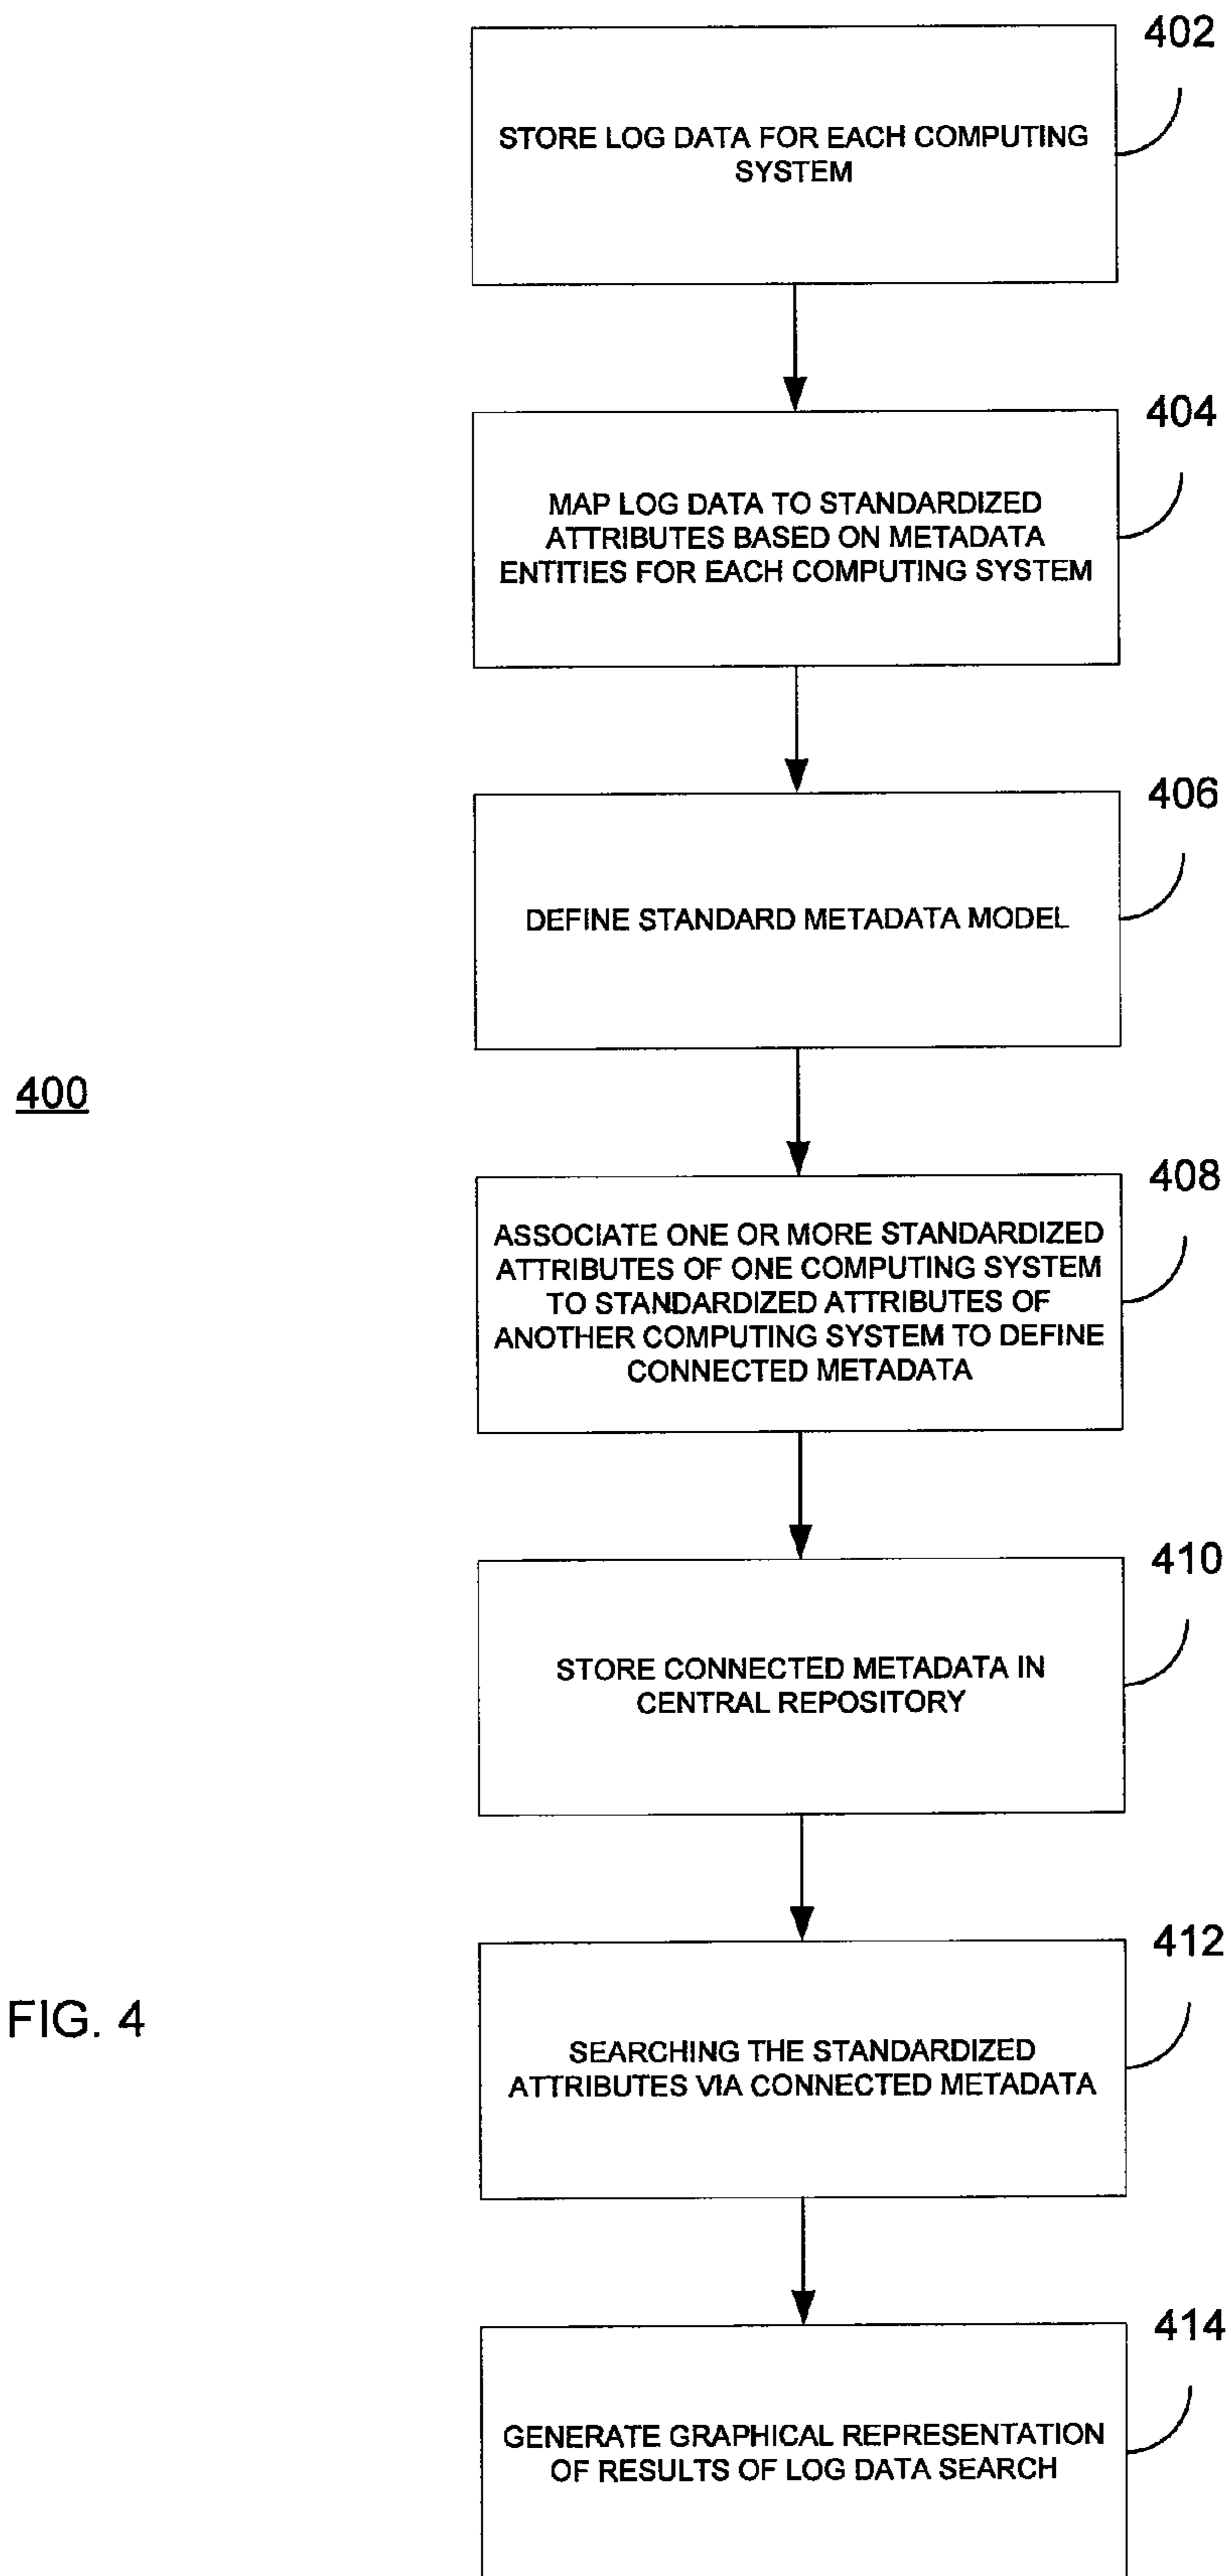 402
STORE LOG DATA FOR EACH COMPUTING
SYSTEM
404
MAP LOG DATA TO STANDARDIZED
ATTRIBUTES BASED ON METADATA
ENTITIES FOR EACH COMPUTING SYSTEM
406
DEFINE STANDARD METADATA MODEL
400
408
ASSOCIATE ONE OR MORE STANDARDIZED
ATTRIBUTES OF ONE COMPUTING SYSTEM
TO STANDARDIZED ATTRIBUTES OF
ANOTHER COMPUTING SYSTEM TO DEFINE
CONNECTED METADATA
410
STORE CONNECTED METADATA IN
CENTRAL REPOSITORY
412
FIG. 4
SEARCHING THE STANDARDIZED
ATTRIBUTES VIA CONNECTED METADATA
414
GENERATE GRAPHICAL REPRESENTATION
OF RESULTS OF LOG DATA SEARCH